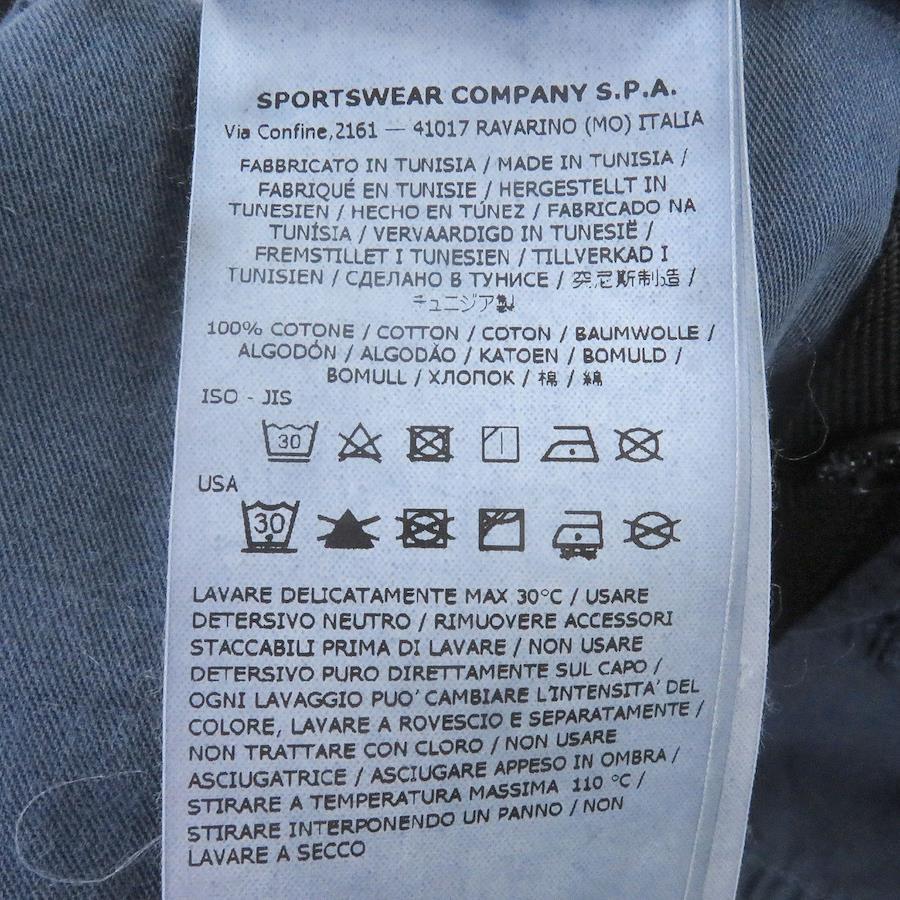 SPORTSWEAR COMPANY S.P.A.
Via Confine,2161 — 41017 RAVARINO (MO) ITALIA
FABBRICATO IN TUNISIA / MADE IN TUNISIA /
FABRIQUÉ EN TUNISIE / HERGESTELLT IN
TUNESIEN / HECHO EN TÚNEZ / FABRICADO NA
TUNÍSIA / VERVAARDIGD IN TUNESIË /
FREMSTILLET I TUNESIEN / TILLVERKAD I
TUNISIEN / СДЕЛАНО В ТУНИСЕ / 突尼斯制造 /
チュニジア製
100% COTONE / COTTON / COTON / BAUMWOLLE /
ALGODÓN / ALGODÃO / KATOEN / BOMULD /
BOMULL / ХЛОПОК / 棉 / 綿
ISO - JIS
30
USA
30
LAVARE DELICATAMENTE MAX 30°C / USARE
DETERSIVO NEUTRO / RIMUOVERE ACCESSORI
STACCABILI PRIMA DI LAVARE / NON USARE
DETERSIVO PURO DIRETTAMENTE SUL CAPO /
OGNI LAVAGGIO PUO' CAMBIARE L'INTENSITA' DEL
COLORE, LAVARE A ROVESCIO E SEPARATAMENTE /
NON TRATTARE CON CLORO / NON USARE
ASCIUGATRICE / ASCIUGARE APPESO IN OMBRA /
STIRARE A TEMPERATURA MASSIMA 110 °C /
STIRARE INTERPONENDO UN PANNO / NON
LAVARE A SECCO